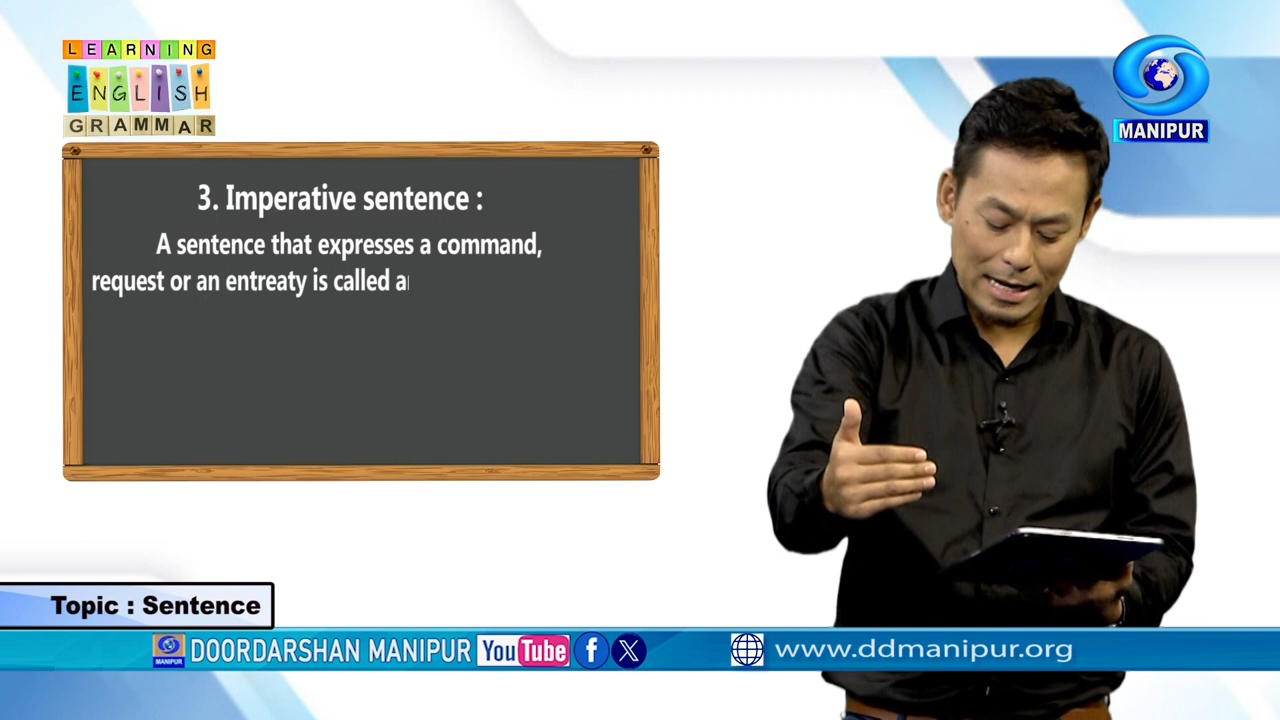 LEARNING
ENGLISH
GRAMMAR
MANIPUR
3. Imperative sentence :
A sentence that expresses a command,
request or an entreaty is called a
Topic : Sentence
MANIPUR
DOORDARSHAN MANIPUR YouTube f X
www.ddmanipur.org